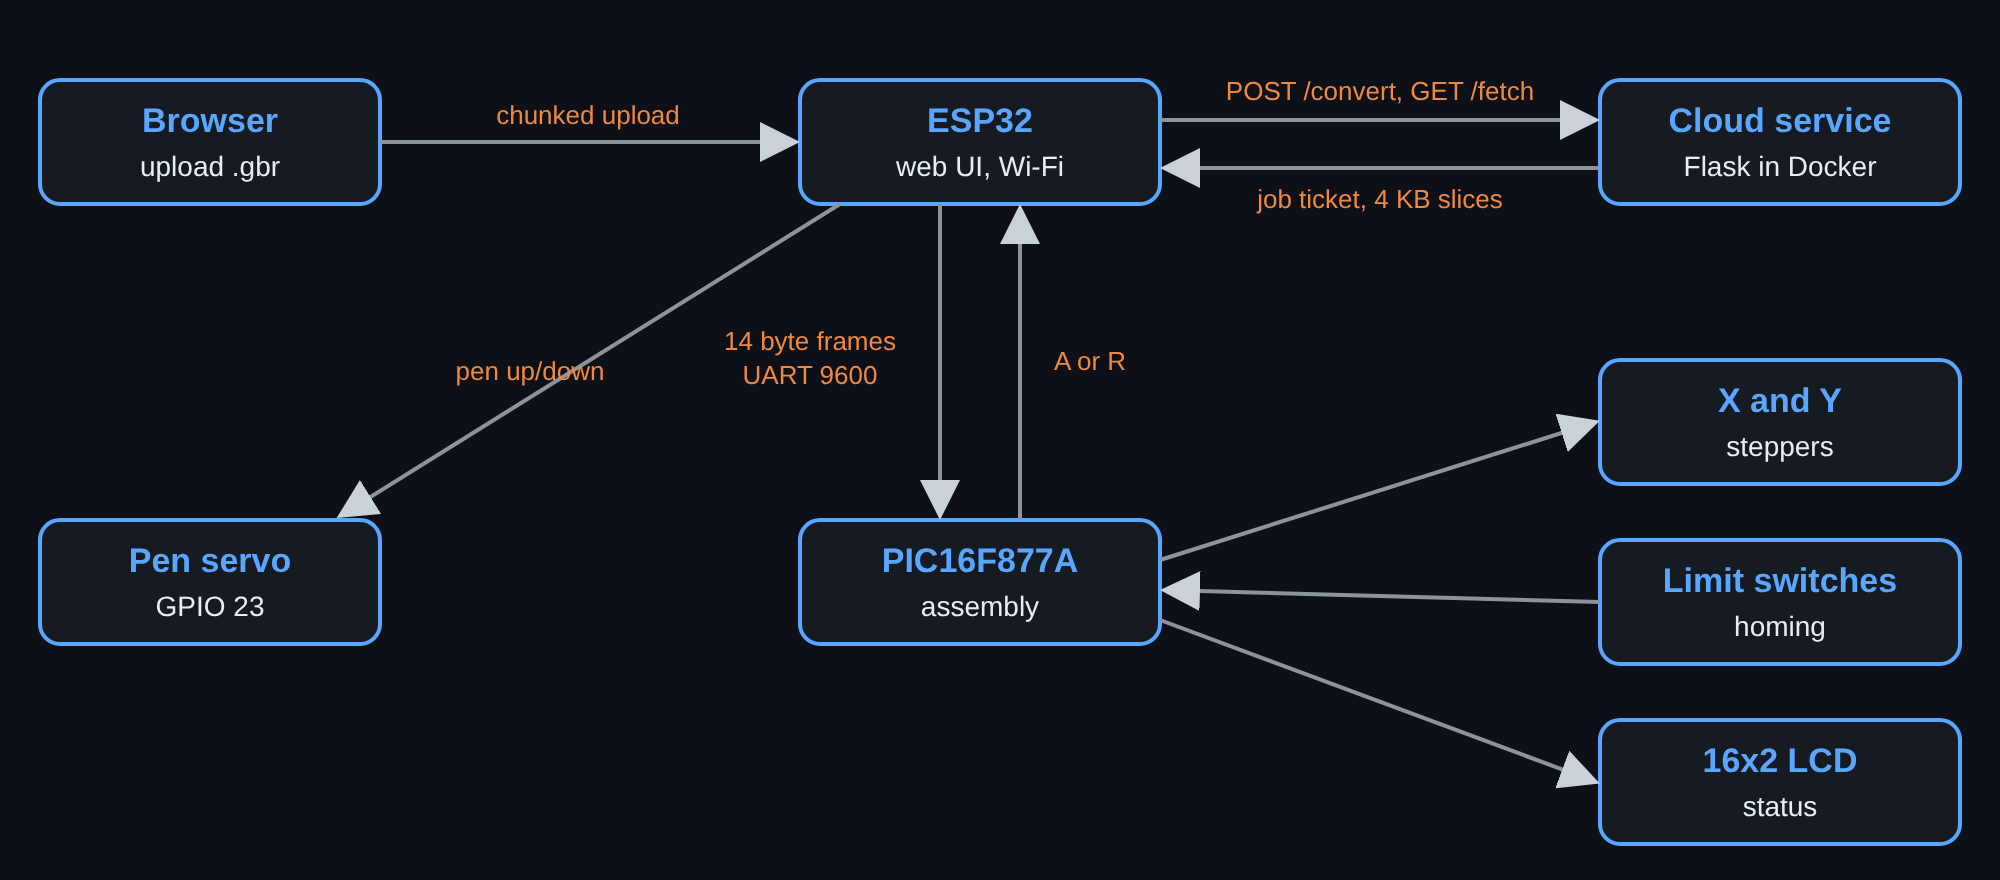 Browser
upload .gbr
chunked upload
ESP32
web UI, Wi-Fi
POST /convert, GET /fetch
job ticket, 4 KB slices
Cloud service
Flask in Docker
pen up/down
14 byte frames
UART 9600
A or R
X and Y
steppers
Pen servo
GPIO 23
PIC16F877A
assembly
Limit switches
homing
16x2 LCD
status